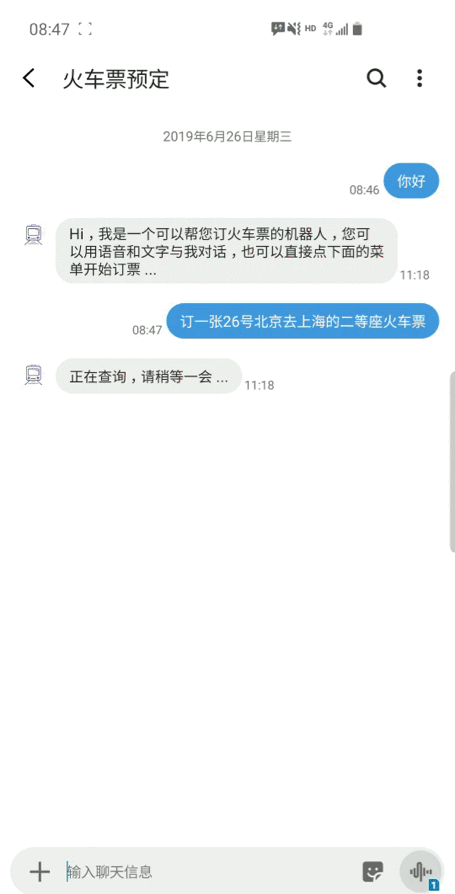 08:47
HD 4G
火车票预定
2019年6月26日星期三
你好
08:46
Hi，我是一个可以帮您订火车票的机器人，您可
以用语音和文字与我对话，也可以直接点下面的菜
单开始订票 ...
11:18
订一张26号北京去上海的二等座火车票
08:47
正在查询，请稍等一会 ...
11:18
输入聊天信息
1